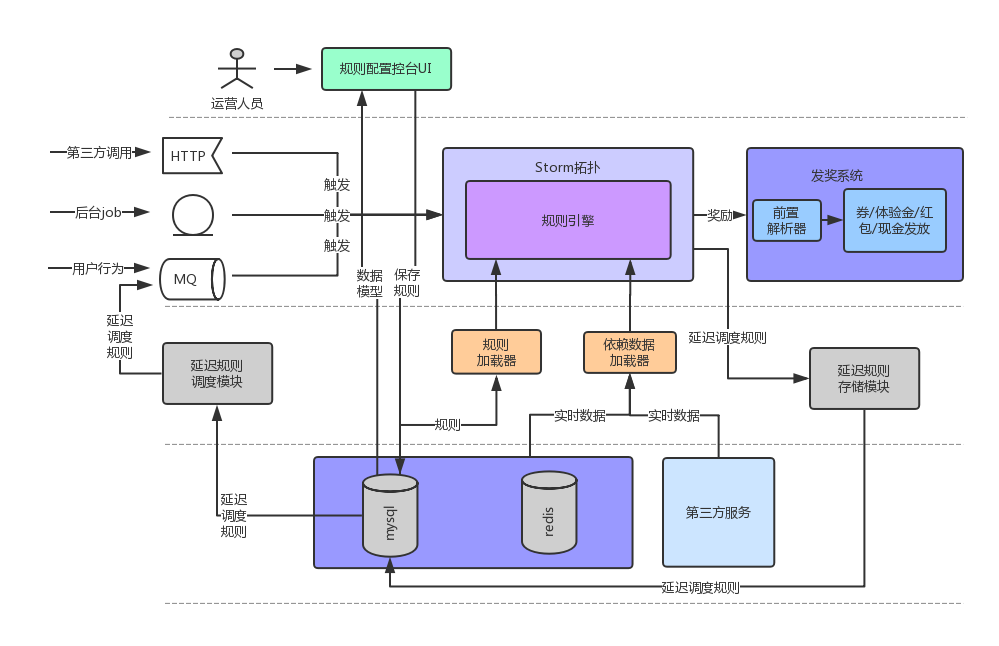 规则配置控台UI
运营人员
第三方调用
HTTP
触发
后台job
触发
触发
用户行为
MQ
Storm拓扑
规则引擎
奖励
发奖系统
前置
解析器
券/体验金/红
包/现金发放
数据
模型
保存
规则
延迟
调度
规则
延迟规则
调度模块
规则
加载器
依赖数据
加载器
延迟调度规则
延迟规则
存储模块
规则
实时数据
实时数据
延迟
调度
规则
mysql
redis
第三方服务
延迟调度规则